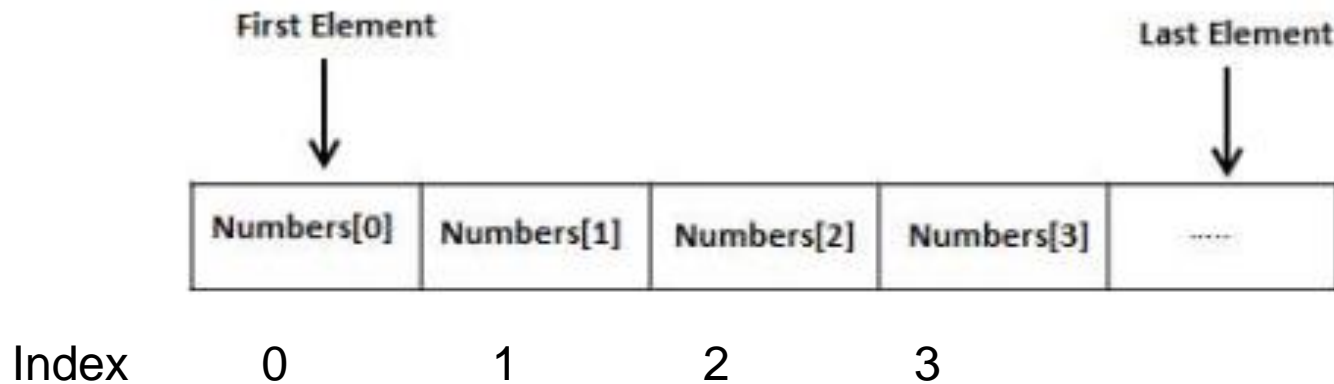 First Element
Last Element
Numbers[0] Numbers[1] Numbers[2] Numbers[3] .....
Index 0 1 2 3